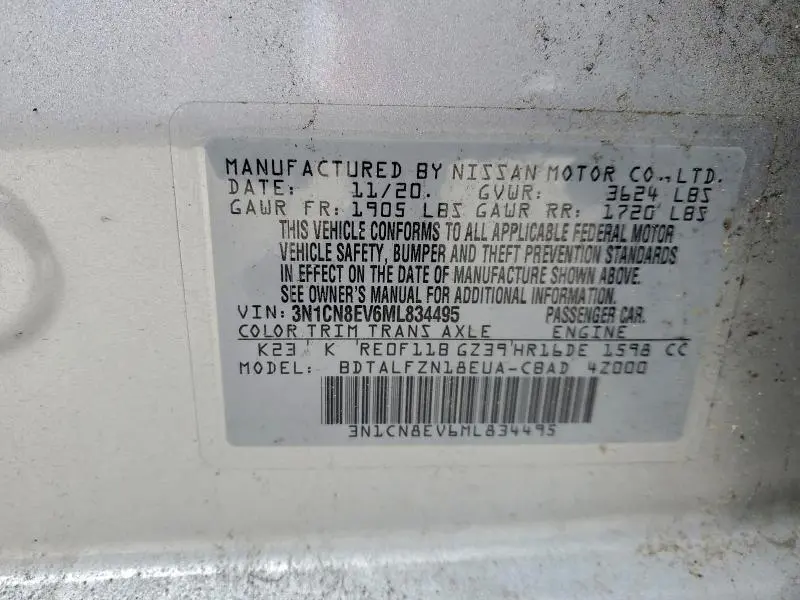 MANUFACTURED BY NISSAN MOTOR CO.,LTD.
DATE: 11/20. GVWR: 3624 LBS
GAWR FR: 1905 LBS GAWR RR: 1720 LBS
THIS VEHICLE CONFORMS TO ALL APPLICABLE FEDERAL MOTOR
VEHICLE SAFETY, BUMPER AND THEFT PREVENTION STANDARDS
IN EFFECT ON THE DATE OF MANUFACTURE SHOWN ABOVE.
SEE OWNER'S MANUAL FOR ADDITIONAL INFORMATION.
VIN: 3N1CN8EV6ML834495 PASSENGER CAR.
COLOR TRIM TRANS AXLE ENGINE
K23 K RE0F11B GZ39 HR16DE 1598 CC
MODEL: BDTALFZN18EUA-C8AD 4Z000
3N1CN8EV6ML834495